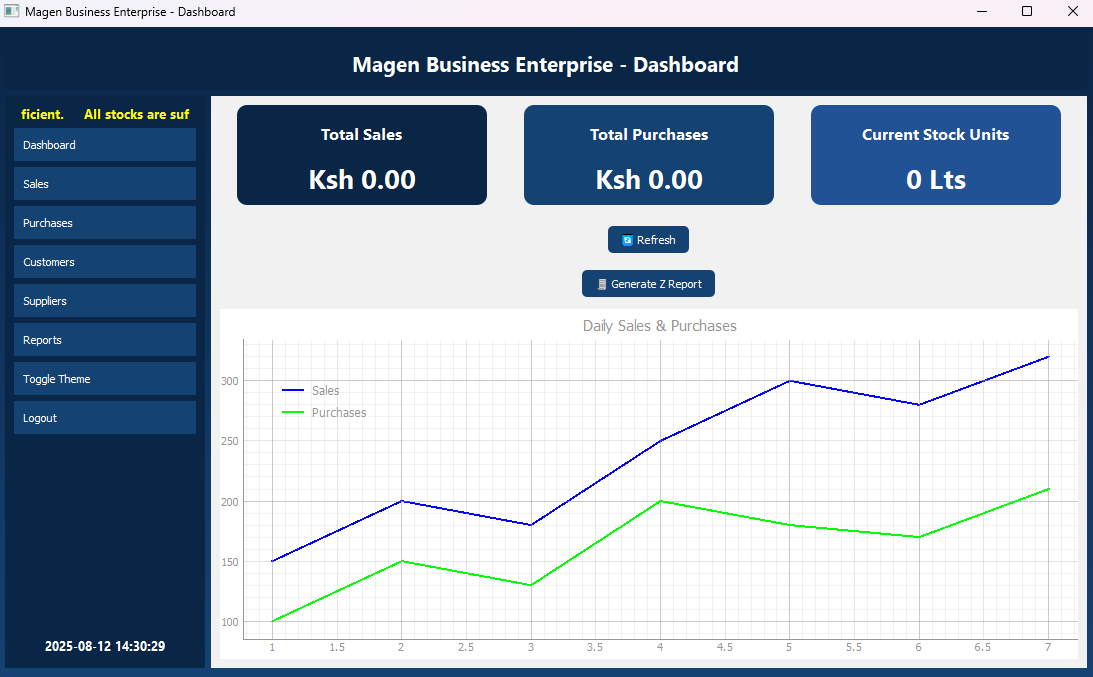 Magen Business Enterprise - Dashboard
Magen Business Enterprise - Dashboard
ficient. All stocks are suf
Dashboard
Sales
Purchases
Customers
Suppliers
Reports
Toggle Theme
Logout
2025-08-12 14:30:29
Total Sales
Ksh 0.00
Total Purchases
Ksh 0.00
Current Stock Units
0 Lts
Refresh
Generate Z Report
Daily Sales & Purchases
Sales
Purchases
300
250
200
150
100
1 1.5 2 2.5 3 3.5 4 4.5 5 5.5 6 6.5 7